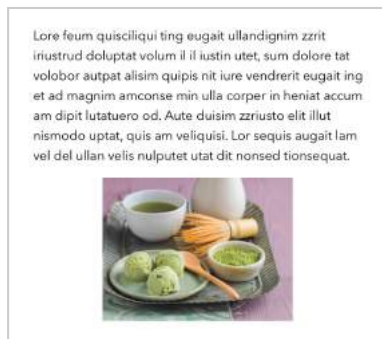 Lore feum quisciliqui ting eugait ullandignim zzrit
iriustrud doluptat volum il il iustin utet, sum dolore tat
volobor autpat alisim quipis nit iure vendrerit eugait ing
et ad magnim amconse min ulla corper in heniat accum
am dipit lutatuero od. Aute duisim zzriusto elit illut
nismodo uptat, quis am veliquisi. Lor sequis augait lam
vel del ullan velis nulputet utat dit nonsed tionsequat.